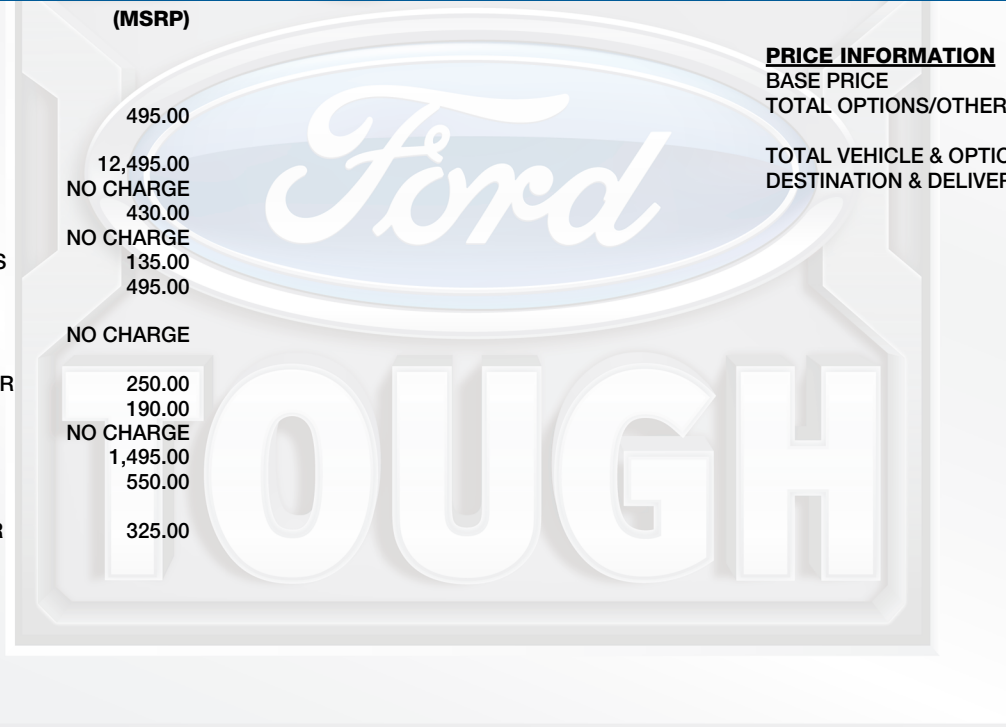 (MSRP)
495.00
12,495.00
NO CHARGE
430.00
NO CHARGE
S 135.00
495.00
NO CHARGE
R 250.00
190.00
NO CHARGE
1,495.00
550.00
R 325.00
PRICE INFORMATION
BASE PRICE
TOTAL OPTIONS/OTHER
TOTAL VEHICLE & OPTIO
DESTINATION & DELIVER
Ford
TOUGH